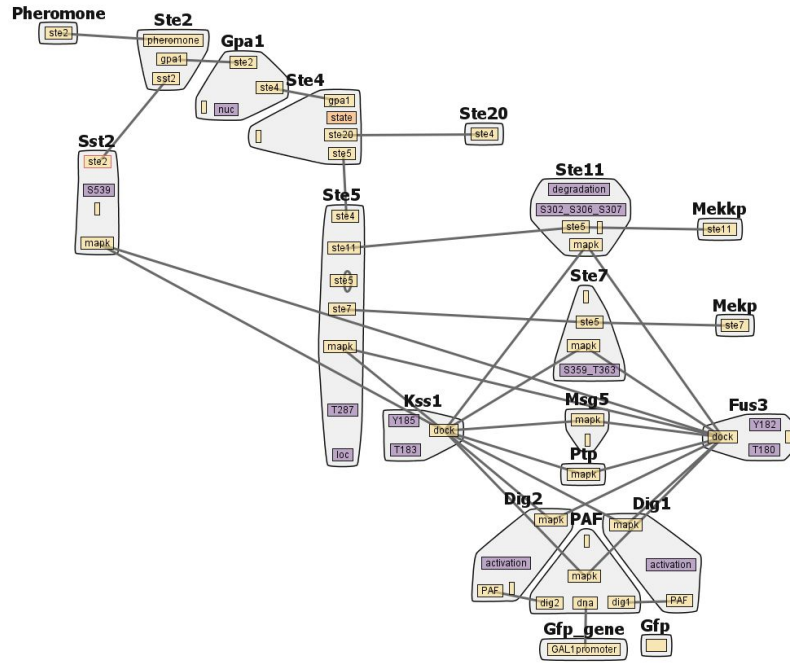 Pheromone
ste2
Ste2
pheromone
gpa1
sst2
Gpa1
ste2
ste4
nuc
Ste4
gpa1
state
ste20
ste5
Ste20
ste4
Sst2
ste2
S539
mapk
Ste5
ste4
ste11
ste5
ste7
mapk
T287
loc
Ste11
degradation
S302_S306_S307
ste5
mapk
Mekkp
ste11
Ste7
ste5
mapk
S359_T363
Mekp
ste7
Kss1
Y185
dock
T183
Msg5
mapk
Ptp
mapk
Fus3
Y182
dock
T180
Dig2
mapk
activation
PAF
PAF
mapk
dig2
dna
dig1
Dig1
mapk
activation
PAF
Gfp_gene
GAL1promoter
Gfp